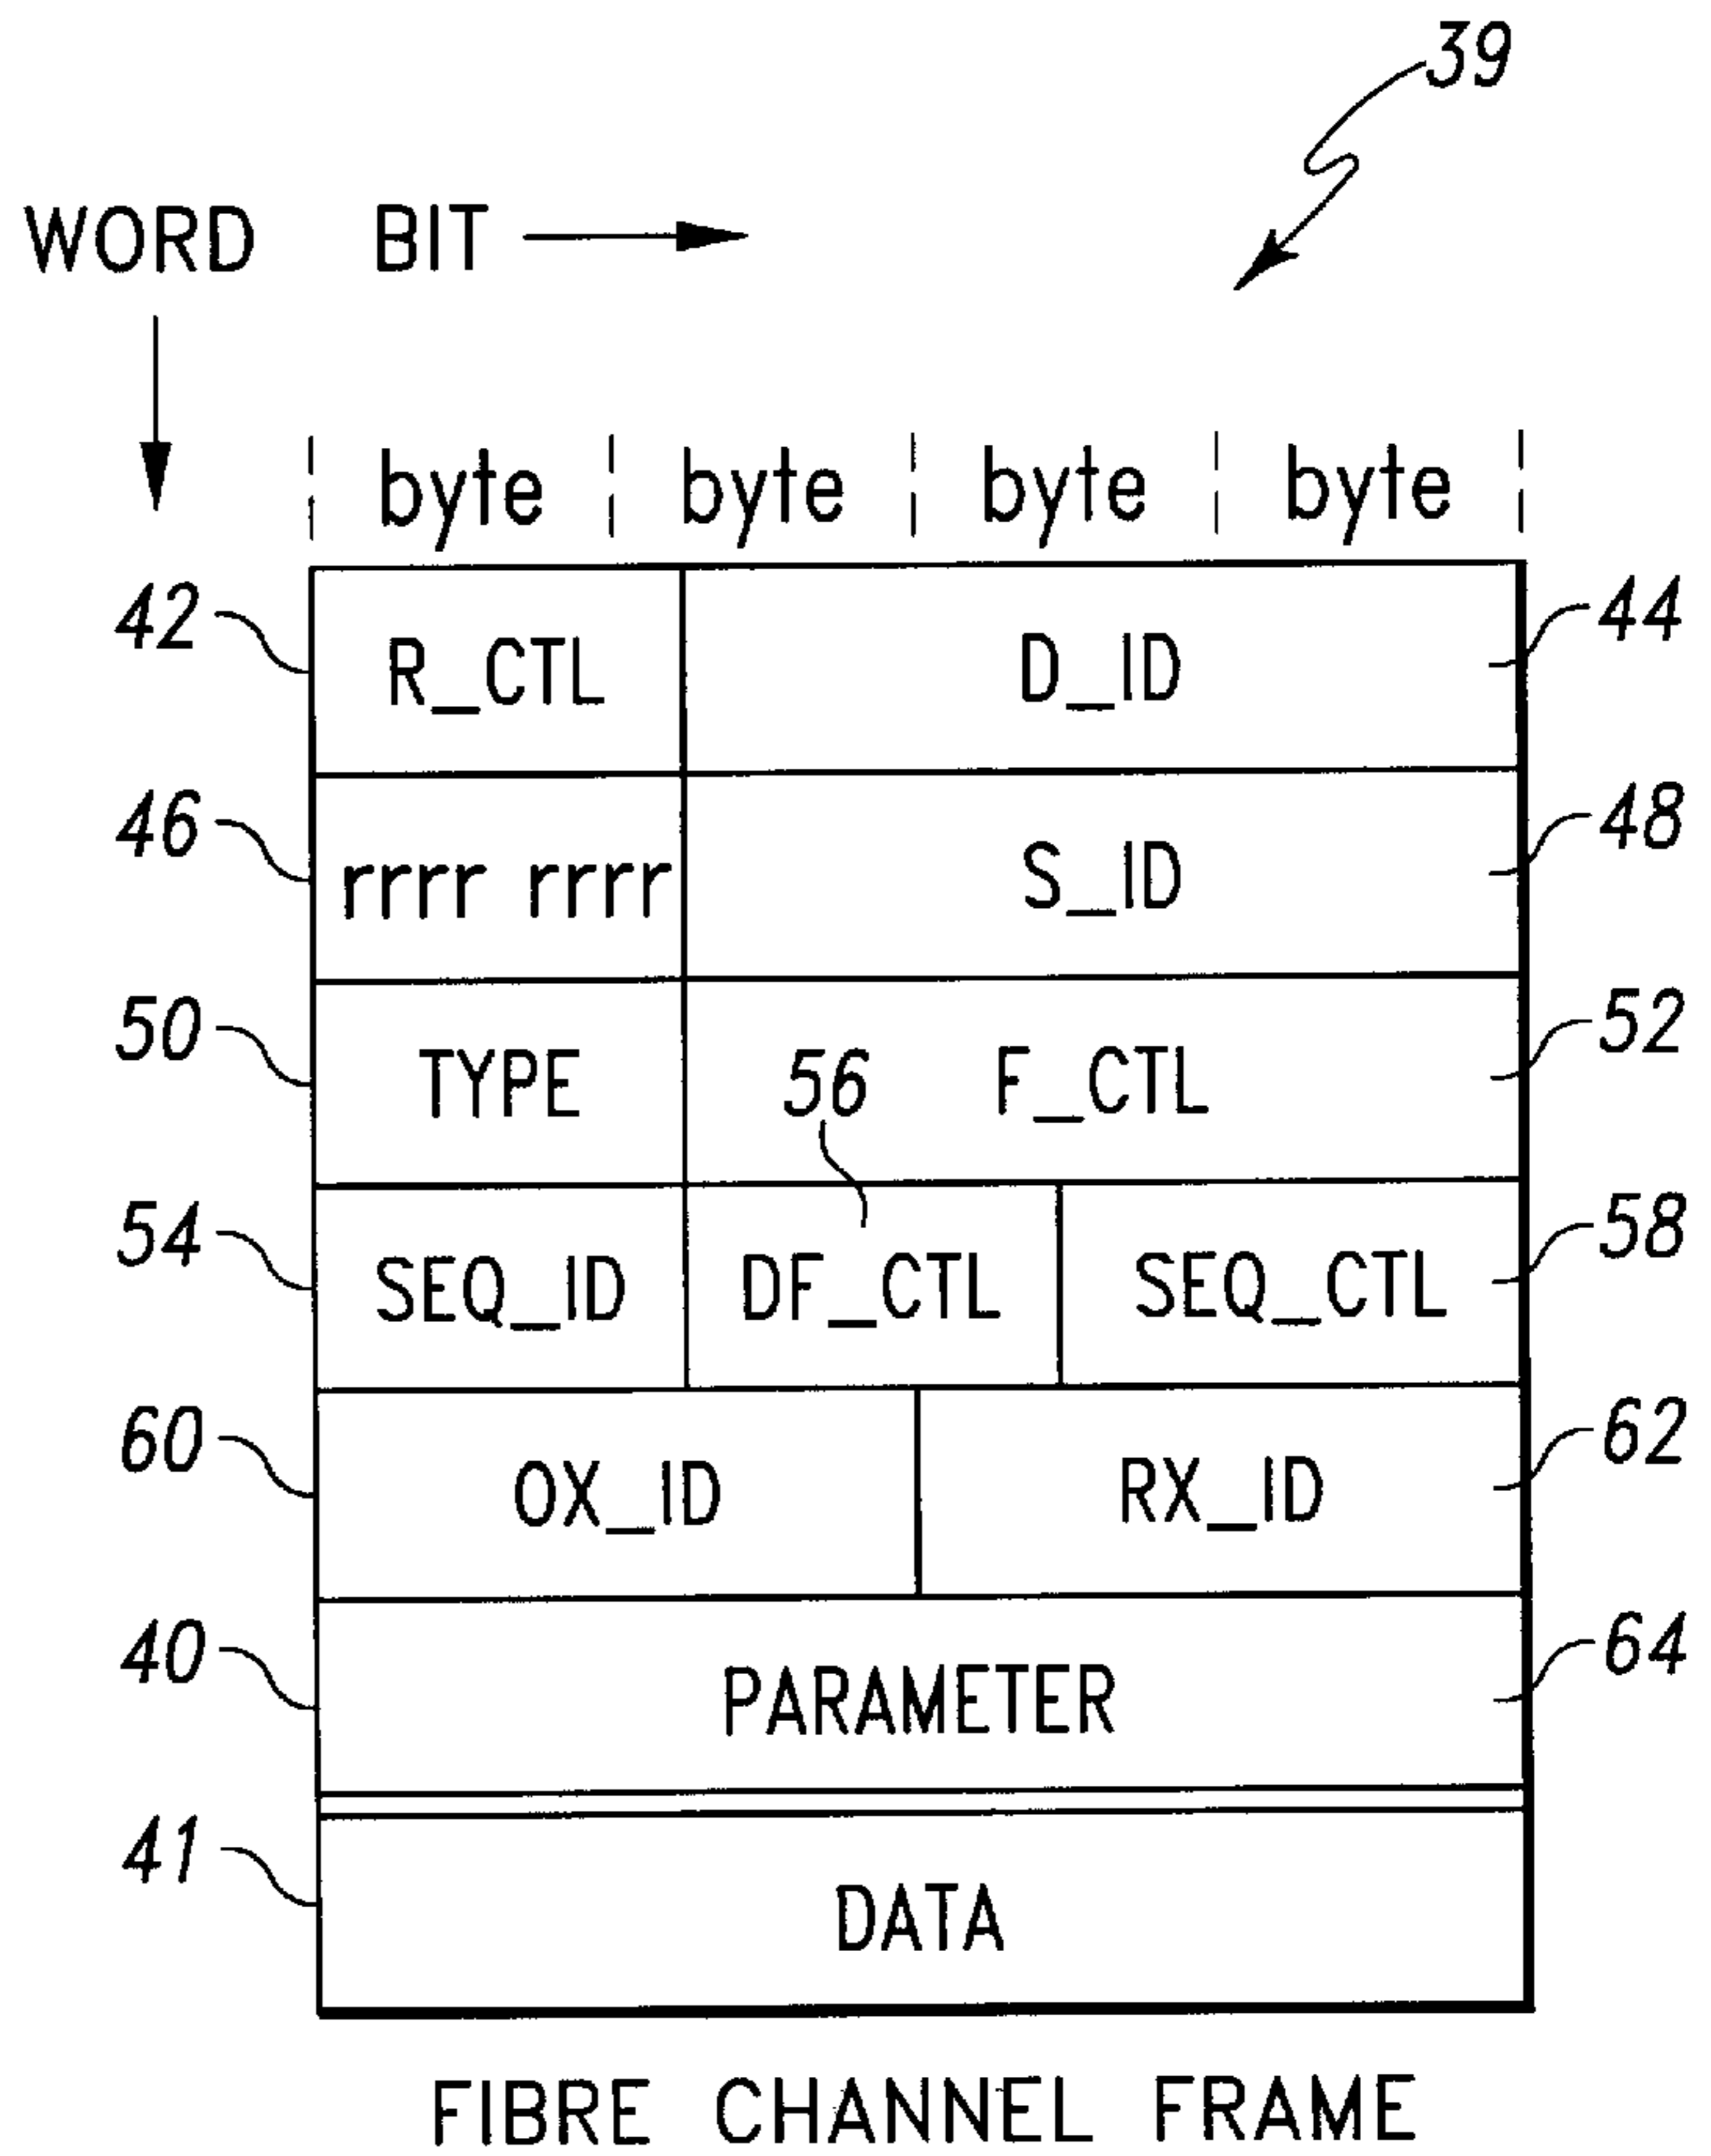 39
WORD BIT
byte byte byte byte
42 R_CTL D_ID 44
46 rrrr rrrr S_ID 48
50 TYPE 56 F_CTL 52
54 SEQ_ID DF_CTL SEQ_CTL 58
60 OX_ID RX_ID 62
40 PARAMETER 64
41 DATA
FIBRE CHANNEL FRAME